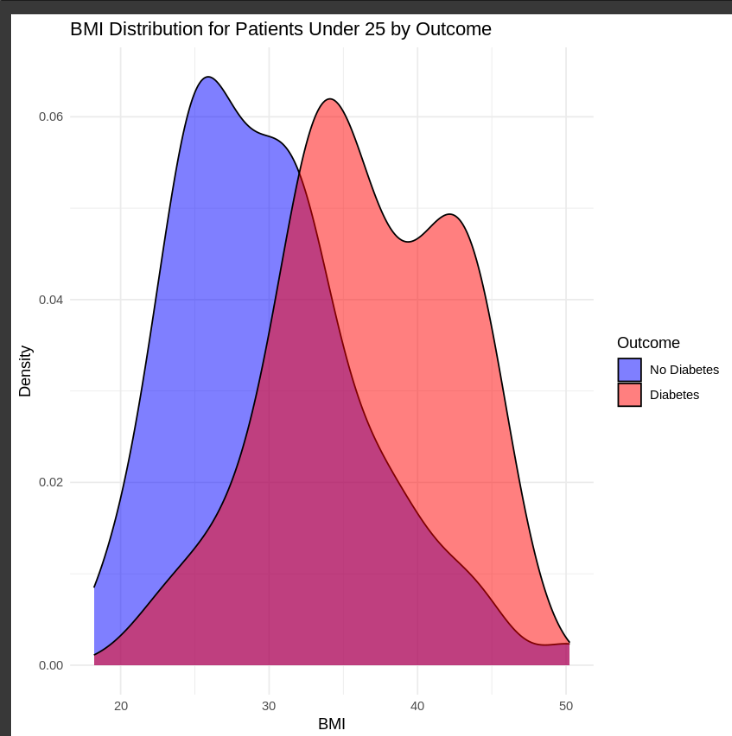 BMI Distribution for Patients Under 25 by Outcome
0.06
0.04
0.02
0.00
Density
20 30 40 50
BMI
Outcome
No Diabetes
Diabetes